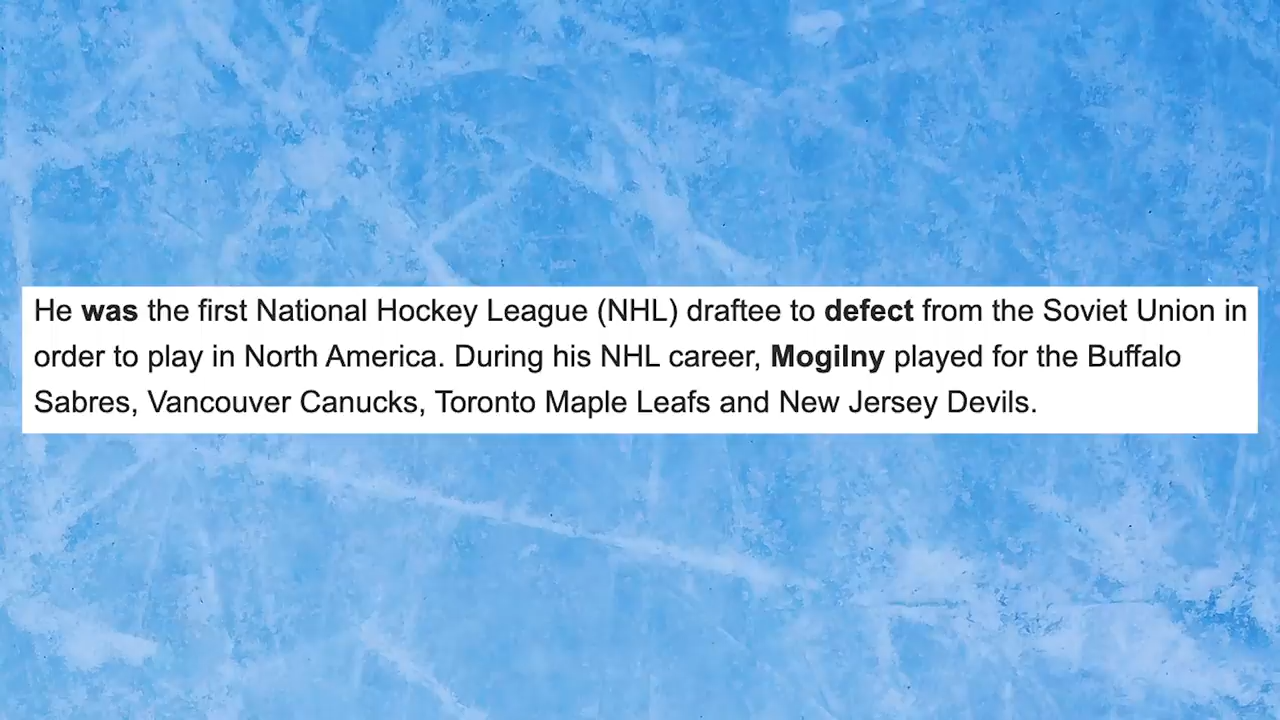 He was the first National Hockey League (NHL) draftee to defect from the Soviet Union in
order to play in North America. During his NHL career, Mogilny played for the Buffalo
Sabres, Vancouver Canucks, Toronto Maple Leafs and New Jersey Devils.